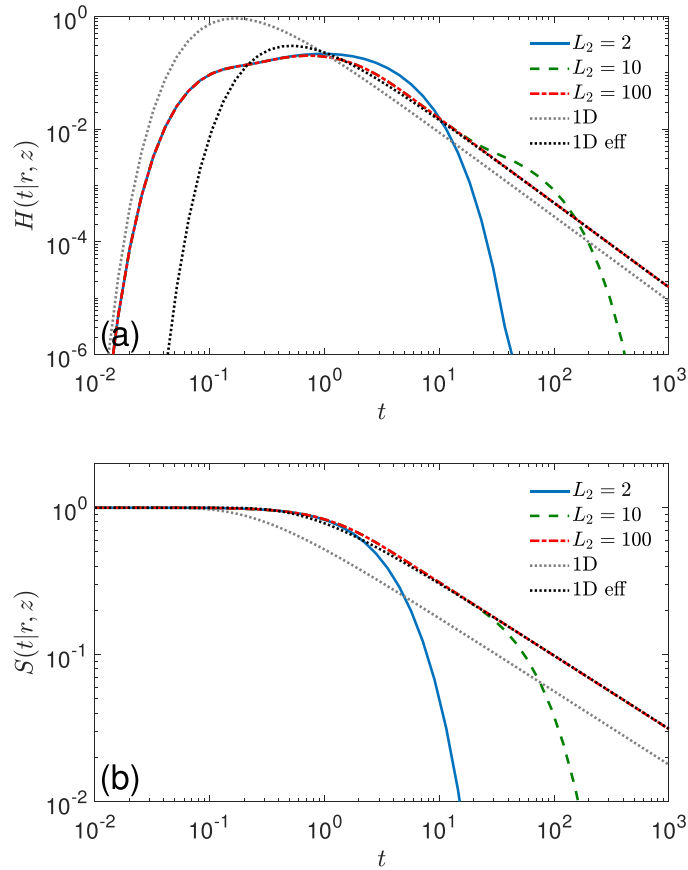 10^0
10^-2
10^-4
10^-6
H(t|r, z)
L_2 = 2
L_2 = 10
L_2 = 100
1D
1D eff
(a)
10^-2 10^-1 10^0 10^1 10^2 10^3
t
10^0
10^-1
10^-2
S(t|r, z)
L_2 = 2
L_2 = 10
L_2 = 100
1D
1D eff
(b)
10^-2 10^-1 10^0 10^1 10^2 10^3
t